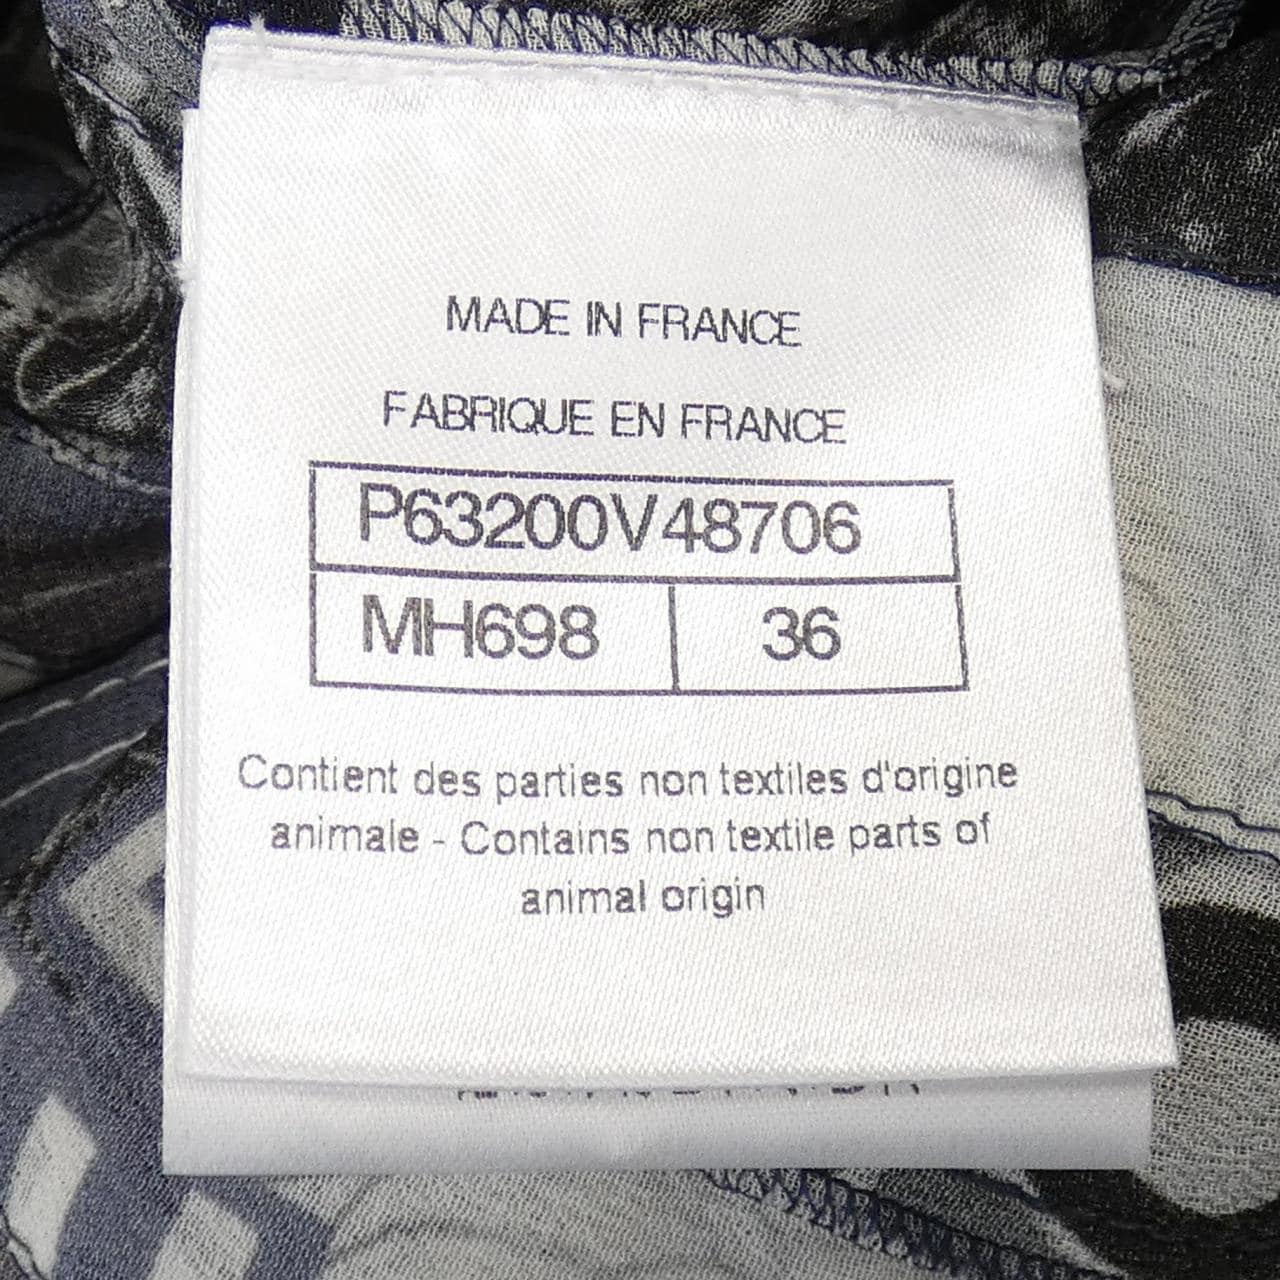 MADE IN FRANCE
FABRIQUE EN FRANCE
P63200V48706
MH698 36
Contient des parties non textiles d'origine
animale - Contains non textile parts of
animal origin